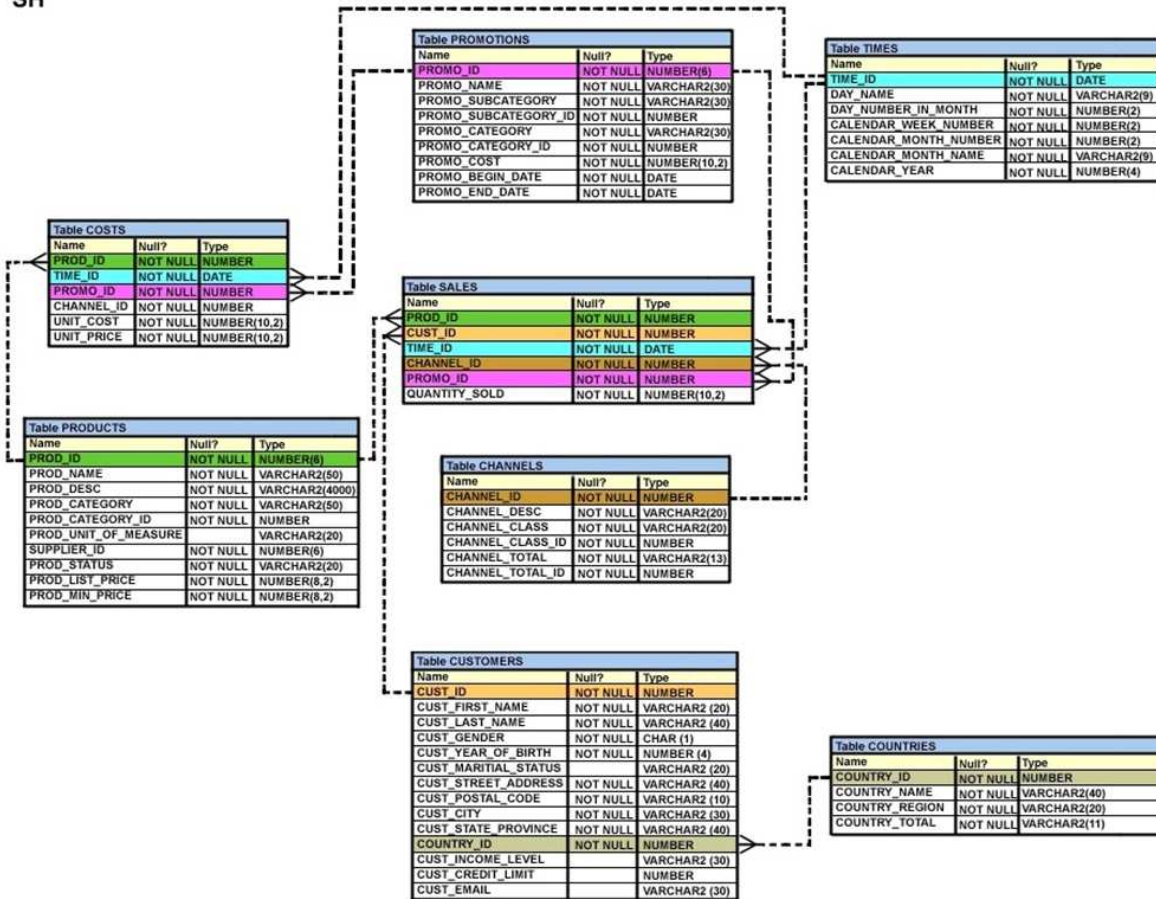 SH
Table PROMOTIONS
Name Null? Type
PROMO_ID NOT NULL NUMBER(6)
PROMO_NAME NOT NULL VARCHAR2(30)
PROMO_SUBCATEGORY NOT NULL VARCHAR2(30)
PROMO_SUBCATEGORY_ID NOT NULL NUMBER
PROMO_CATEGORY NOT NULL VARCHAR2(30)
PROMO_CATEGORY_ID NOT NULL NUMBER
PROMO_COST NOT NULL NUMBER(10,2)
PROMO_BEGIN_DATE NOT NULL DATE
PROMO_END_DATE NOT NULL DATE
Table TIMES
Name Null? Type
TIME_ID NOT NULL DATE
DAY_NAME NOT NULL VARCHAR2(9)
DAY_NUMBER_IN_MONTH NOT NULL NUMBER(2)
CALENDAR_WEEK_NUMBER NOT NULL NUMBER(2)
CALENDAR_MONTH_NUMBER NOT NULL NUMBER(2)
CALENDAR_MONTH_NAME NOT NULL VARCHAR2(9)
CALENDAR_YEAR NOT NULL NUMBER(4)
Table COSTS
Name Null? Type
PROD_ID NOT NULL NUMBER
TIME_ID NOT NULL DATE
PROMO_ID NOT NULL NUMBER
CHANNEL_ID NOT NULL NUMBER
UNIT_COST NOT NULL NUMBER(10,2)
UNIT_PRICE NOT NULL NUMBER(10,2)
Table SALES
Name Null? Type
PROD_ID NOT NULL NUMBER
CUST_ID NOT NULL NUMBER
TIME_ID NOT NULL DATE
CHANNEL_ID NOT NULL NUMBER
PROMO_ID NOT NULL NUMBER
QUANTITY_SOLD NOT NULL NUMBER(10,2)
Table PRODUCTS
Name Null? Type
PROD_ID NOT NULL NUMBER(6)
PROD_NAME NOT NULL VARCHAR2(50)
PROD_DESC NOT NULL VARCHAR2(4000)
PROD_CATEGORY NOT NULL VARCHAR2(50)
PROD_CATEGORY_ID NOT NULL NUMBER
PROD_UNIT_OF_MEASURE VARCHAR2(20)
SUPPLIER_ID NOT NULL NUMBER(6)
PROD_STATUS NOT NULL VARCHAR2(20)
PROD_LIST_PRICE NOT NULL NUMBER(8,2)
PROD_MIN_PRICE NOT NULL NUMBER(8,2)
Table CHANNELS
Name Null? Type
CHANNEL_ID NOT NULL NUMBER
CHANNEL_DESC NOT NULL VARCHAR2(20)
CHANNEL_CLASS NOT NULL VARCHAR2(20)
CHANNEL_CLASS_ID NOT NULL NUMBER
CHANNEL_TOTAL NOT NULL VARCHAR2(13)
CHANNEL_TOTAL_ID NOT NULL NUMBER
Table CUSTOMERS
Name Null? Type
CUST_ID NOT NULL NUMBER
CUST_FIRST_NAME NOT NULL VARCHAR2 (20)
CUST_LAST_NAME NOT NULL VARCHAR2 (40)
CUST_GENDER NOT NULL CHAR (1)
CUST_YEAR_OF_BIRTH NOT NULL NUMBER (4)
CUST_MARITIAL_STATUS VARCHAR2 (20)
CUST_STREET_ADDRESS NOT NULL VARCHAR2 (40)
CUST_POSTAL_CODE NOT NULL VARCHAR2 (10)
CUST_CITY NOT NULL VARCHAR2 (30)
CUST_STATE_PROVINCE NOT NULL VARCHAR2 (40)
COUNTRY_ID NOT NULL NUMBER
CUST_INCOME_LEVEL VARCHAR2 (30)
CUST_CREDIT_LIMIT NUMBER
CUST_EMAIL VARCHAR2 (30)
Table COUNTRIES
Name Null? Type
COUNTRY_ID NOT NULL NUMBER
COUNTRY_NAME NOT NULL VARCHAR2(40)
COUNTRY_REGION NOT NULL VARCHAR2(20)
COUNTRY_TOTAL NOT NULL VARCHAR2(11)